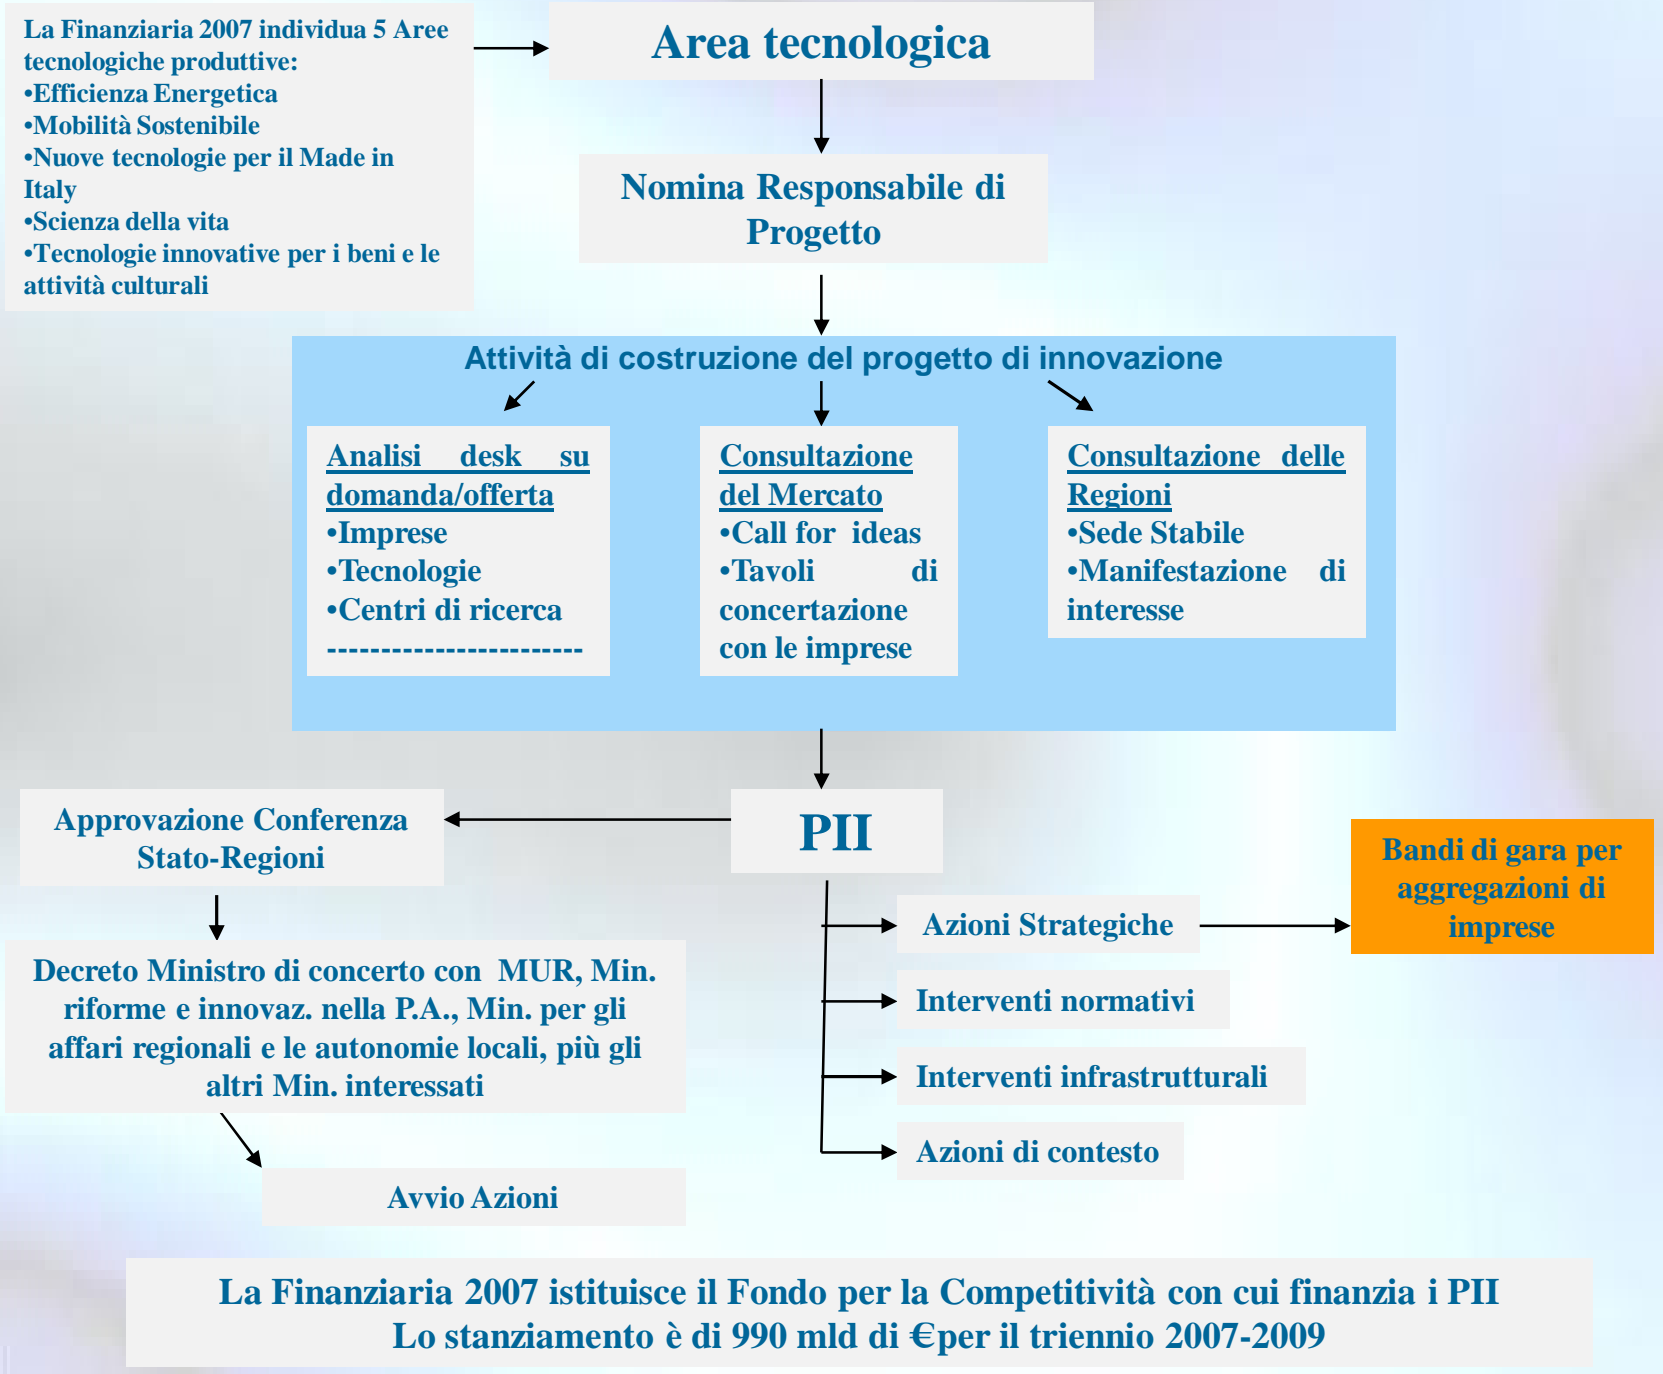 La Finanziaria 2007 individua 5 Aree
tecnologiche produttive:
•Efficienza Energetica
•Mobilità Sostenibile
•Nuove tecnologie per il Made in
Italy
•Scienza della vita
•Tecnologie innovative per i beni e le
attività culturali
Area tecnologica
Nomina Responsabile di
Progetto
Attività di costruzione del progetto di innovazione
Analisi desk su
domanda/offerta
•Imprese
•Tecnologie
•Centri di ricerca
------------------------
Consultazione
del Mercato
•Call for ideas
•Tavoli di
concertazione
con le imprese
Consultazione delle
Regioni
•Sede Stabile
•Manifestazione di
interesse
PII
Approvazione Conferenza
Stato-Regioni
Decreto Ministro di concerto con MUR, Min.
riforme e innovaz. nella P.A., Min. per gli
affari regionali e le autonomie locali, più gli
altri Min. interessati
Avvio Azioni
Azioni Strategiche
Interventi normativi
Interventi infrastrutturali
Azioni di contesto
Bandi di gara per
aggregazioni di
imprese
La Finanziaria 2007 istituisce il Fondo per la Competitività con cui finanzia i PII
Lo stanziamento è di 990 mld di €per il triennio 2007-2009